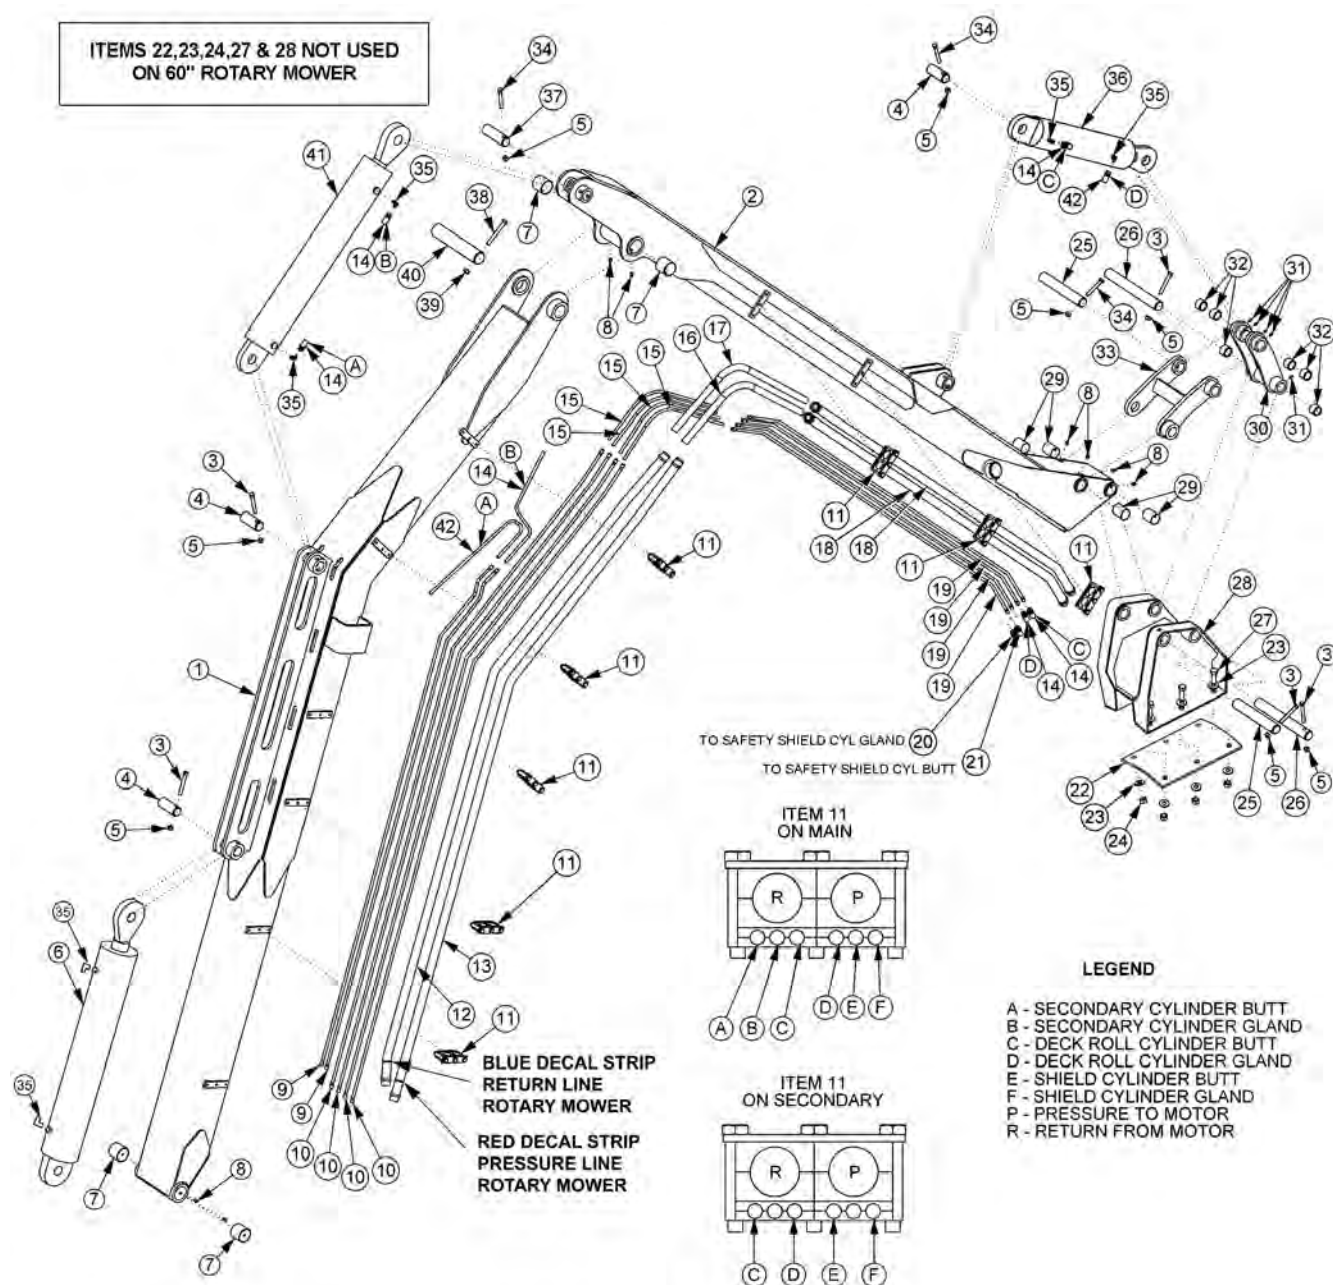 ITEMS 22,23,24,27 & 28 NOT USED
ON 60" ROTARY MOWER
34
37
5
41
35
7
38
14 B
40
39
8
7
14 A
35
34
4
5
35
36
35
14
C
42
D
2
25
26
3
5
34
5
32
31
32
33
30
31
29
8
8
29
17
16
15
15
15
15
B
14
A
42
3
4
5
1
3
4
5
11
11
11
11
11
11
18
18
11
11
19
19
19
C
D
14
14
28
27
23
3
3
TO SAFETY SHIELD CYL GLAND 20
TO SAFETY SHIELD CYL BUTT 21
22
23
24
25
5
26
5
35
6
35
7
8
7
13
12
9
9
10
10
10
10
BLUE DECAL STRIP
RETURN LINE
ROTARY MOWER
RED DECAL STRIP
PRESSURE LINE
ROTARY MOWER
ITEM 11
ON MAIN
R P
A B C D E F
ITEM 11
ON SECONDARY
R P
C D E F
LEGEND
A - SECONDARY CYLINDER BUTT
B - SECONDARY CYLINDER GLAND
C - DECK ROLL CYLINDER BUTT
D - DECK ROLL CYLINDER GLAND
E - SHIELD CYLINDER BUTT
F - SHIELD CYLINDER GLAND
P - PRESSURE TO MOTOR
R - RETURN FROM MOTOR